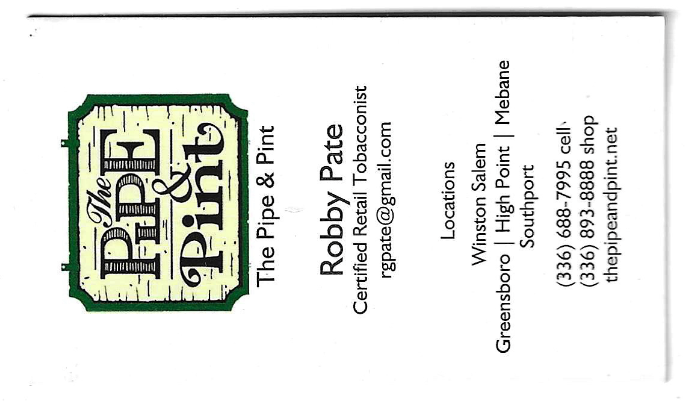 The
PIPE
&
Pint
The Pipe & Pint
Robby Pate
Certified Retail Tobacconist
rgpate@gmail.com
Locations
Winston Salem
Greensboro | High Point | Mebane
Southport
(336) 688-7995 cell
(336) 893-8888 shop
thepipeandpint.net